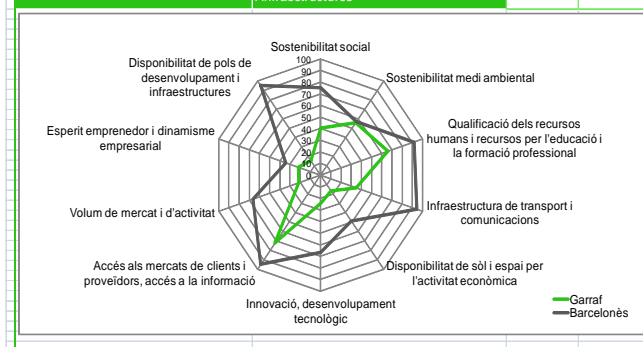 Sostenibilitat social
Disponibilitat de pols de
desenvolupament i
infraestructures
Sostenibilitat medi ambiental
Esperit emprenedor i dinamisme
empresarial
Qualificació dels recursos
humans i recursos per l'educació i
la formació professional
100
90
80
70
60
50
40
30
20
10
0
Volum de mercat i d'activitat
Infraestructura de transport i
comunicacions
Accés als mercats de clients i
proveïdors, accés a la informació
Disponibilitat de sòl i espai per
l'activitat econòmica
Innovació, desenvolupament
tecnològic
Garraf
Barcelonès